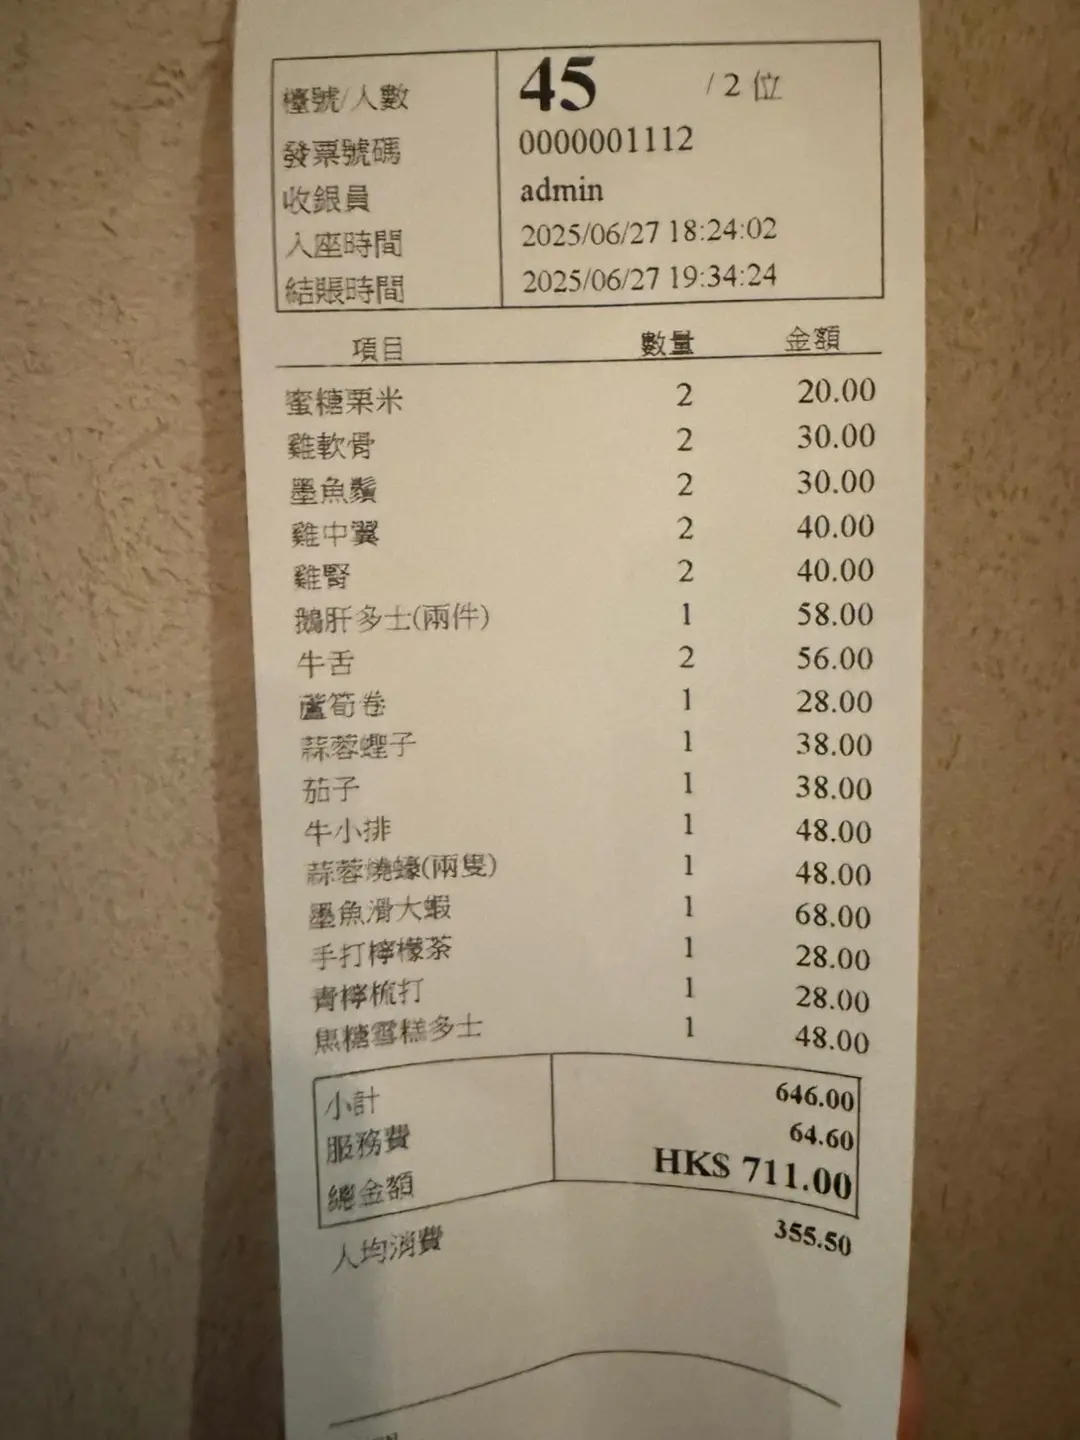 檯號/人數 45 / 2 位
發票號碼 0000001112
收銀員 admin
入座時間 2025/06/27 18:24:02
結賬時間 2025/06/27 19:34:24
項目 數量 金額
蜜糖粟米 2 20.00
雞軟骨 2 30.00
墨魚鬚 2 30.00
雞中翼 2 40.00
雞腎 2 40.00
鵝肝多士(兩件) 1 58.00
牛舌 2 56.00
蘆筍卷 1 28.00
蒜蓉蟶子 1 38.00
茄子 1 38.00
牛小排 1 48.00
蒜蓉燒蠔(兩隻) 1 48.00
墨魚滑大蝦 1 68.00
手打檸檬茶 1 28.00
青檸梳打 1 28.00
焦糖雪糕多士 1 48.00
小計 646.00
服務費 64.60
總金額 HK$ 711.00
人均消費 355.50